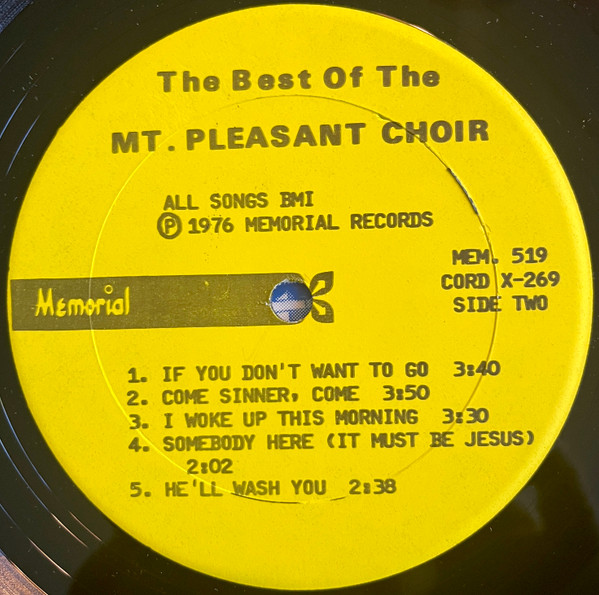 The Best Of The
MT. PLEASANT CHOIR
ALL SONGS BMI
Ⓟ 1976 MEMORIAL RECORDS
MEM. 519
CORD X-269
SIDE TWO
Memorial
1. IF YOU DON'T WANT TO GO 3:40
2. COME SINNER, COME 3:50
3. I WOKE UP THIS MORNING 3:30
4. SOMEBODY HERE (IT MUST BE JESUS)
2:02
5. HE'LL WASH YOU 2:38